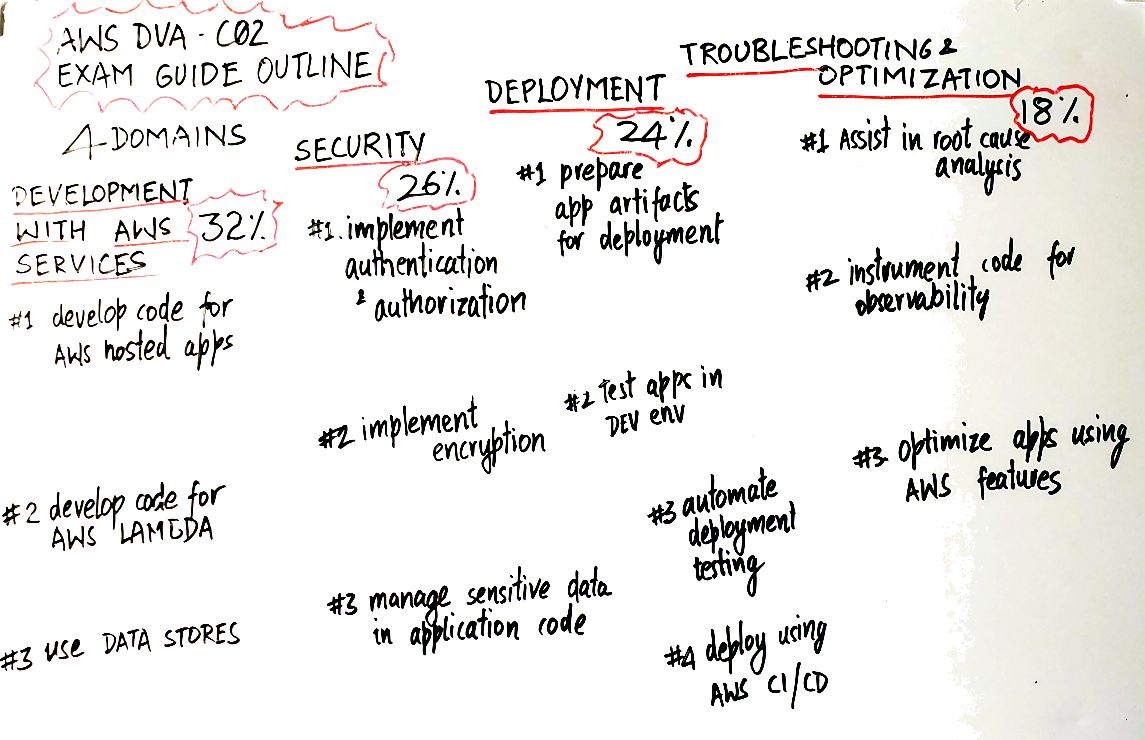 AWS DVA - C02
EXAM GUIDE OUTLINE
4 DOMAINS
DEVELOPMENT
WITH AWS
SERVICES
32%
#1 develop code for
AWS hosted apps
#2 develop code for
AWS LAMBDA
#3 use DATA STORES
SECURITY
26%
#1. implement
authentication
& authorization
#2 implement
encryption
#3 manage sensitive data
in application code
DEPLOYMENT
24%
#1 prepare
app artifacts
for deployment
#2 Test apps in
DEV env
#3 automate
deployment
testing
#4 deploy using
AWS CI/CD
TROUBLESHOOTING &
OPTIMIZATION
18%
#1 Assist in root cause
analysis
#2 instrument code for
observability
#3. Optimize apps using
AWS features